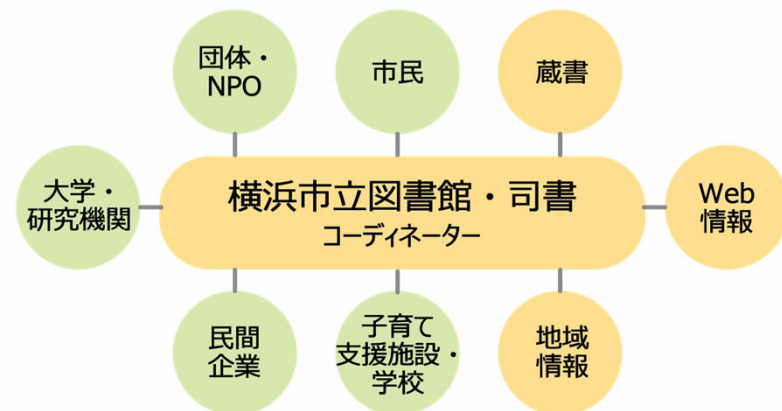 団体・
NPO
市民
蔵書
大学・
研究機関
横浜市立図書館・司書
コーディネーター
Web
情報
民間
企業
子育て
支援施設・
学校
地域
情報